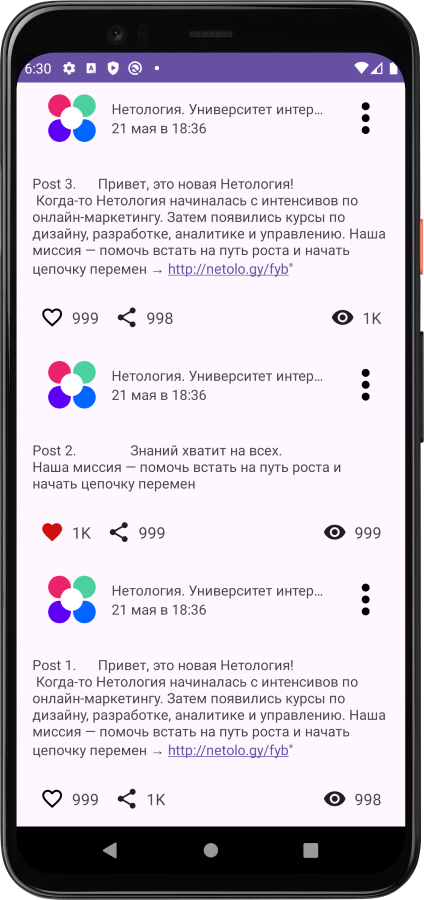 6:30
Нетология. Университет интер...
21 мая в 18:36
Post 3. Привет, это новая Нетология!
Когда-то Нетология начиналась с интенсивов по
онлайн-маркетингу. Затем появились курсы по
дизайну, разработке, аналитике и управлению. Наша
миссия — помочь встать на путь роста и начать
цепочку перемен → http://netolo.gy/fyb"
999 998 1K
Нетология. Университет интер...
21 мая в 18:36
Post 2. Знаний хватит на всех.
Наша миссия — помочь встать на путь роста и
начать цепочку перемен
1K 999 999
Нетология. Университет интер...
21 мая в 18:36
Post 1. Привет, это новая Нетология!
Когда-то Нетология начиналась с интенсивов по
онлайн-маркетингу. Затем появились курсы по
дизайну, разработке, аналитике и управлению. Наша
миссия — помочь встать на путь роста и начать
цепочку перемен → http://netolo.gy/fyb"
999 1K 998